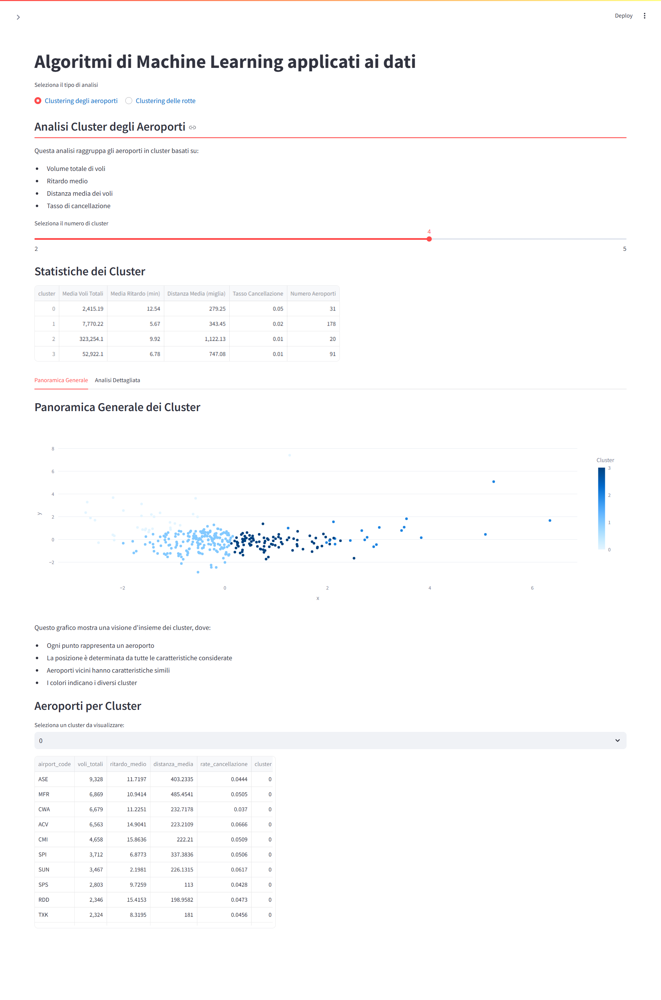 Deploy
Algoritmi di Machine Learning applicati ai dati
Seleziona il tipo di analisi
Clustering degli aeroporti Clustering delle rotte
Analisi Cluster degli Aeroporti
Questa analisi raggruppa gli aeroporti in cluster basati su:
• Volume totale di voli
• Ritardo medio
• Distanza media dei voli
• Tasso di cancellazione
Seleziona il numero di cluster
4
2 5
Statistiche dei Cluster
cluster Media Voli Totali Media Ritardo (min) Distanza Media (miglia) Tasso Cancellazione Numero Aeroporti
0 2,415.19 12.54 279.25 0.05 31
1 7,770.22 5.67 343.45 0.02 178
2 323,254.1 9.92 1,122.13 0.01 20
3 52,922.1 6.78 747.08 0.01 91
Panoramica Generale Analisi Dettagliata
Panoramica Generale dei Cluster
8
6
4
2
0
−2
y
−2 0 2 4 6
x
Cluster
3
2
1
0
Questo grafico mostra una visione d'insieme dei cluster, dove:
• Ogni punto rappresenta un aeroporto
• La posizione è determinata da tutte le caratteristiche considerate
• Aeroporti vicini hanno caratteristiche simili
• I colori indicano i diversi cluster
Aeroporti per Cluster
Seleziona un cluster da visualizzare:
0
airport_code voli_totali ritardo_medio distanza_media rate_cancellazione cluster
ASE 9,328 11.7197 403.2335 0.0444 0
MFR 6,869 10.9414 485.4541 0.0505 0
CWA 6,679 11.2251 232.7178 0.037 0
ACV 6,563 14.9041 223.2109 0.0666 0
CMI 4,658 15.8636 222.21 0.0509 0
SPI 3,712 6.8773 337.3836 0.0506 0
SUN 3,467 2.1981 226.1315 0.0617 0
SPS 2,803 9.7259 113 0.0428 0
RDD 2,346 15.4153 198.9582 0.0473 0
TXK 2,324 8.3195 181 0.0456 0